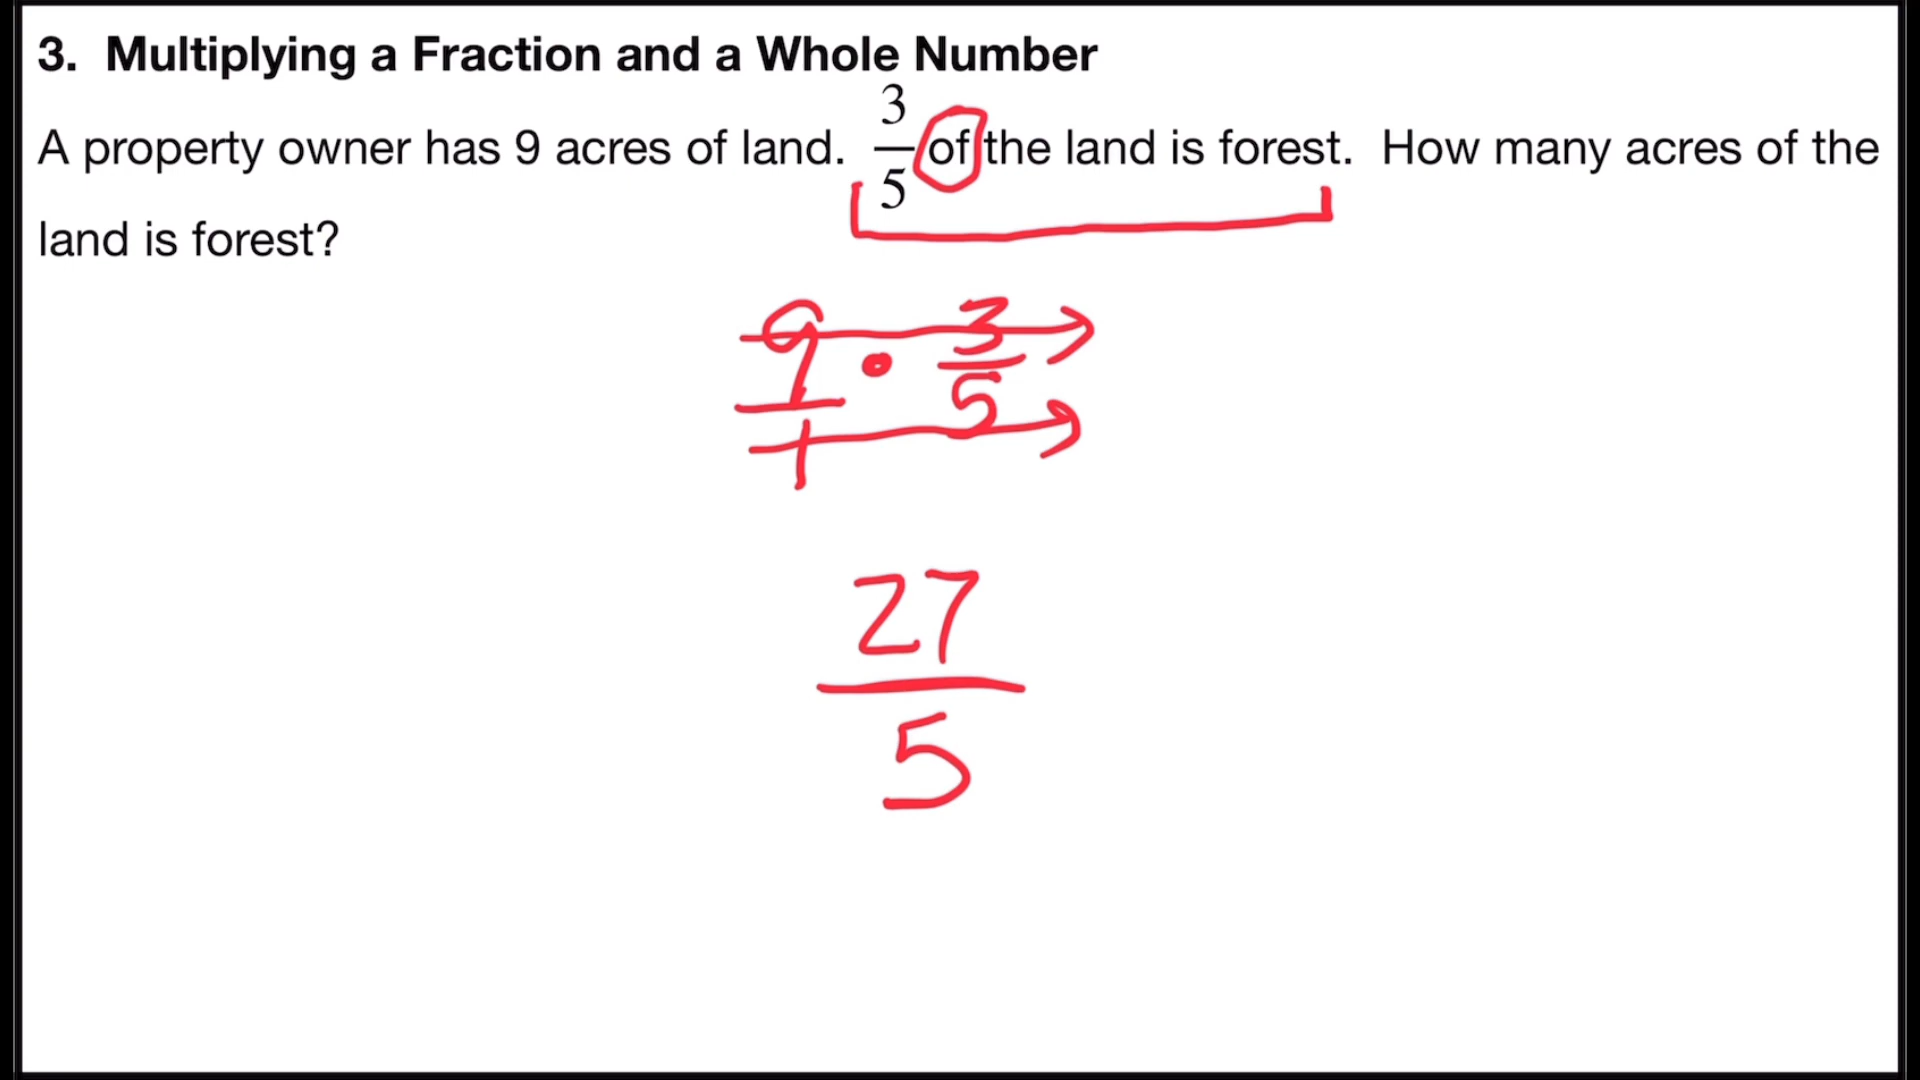 3. Multiplying a Fraction and a Whole Number
A property owner has 9 acres of land. 3/5 of the land is forest. How many acres of the
land is forest?
9/1 • 3/5
27/5